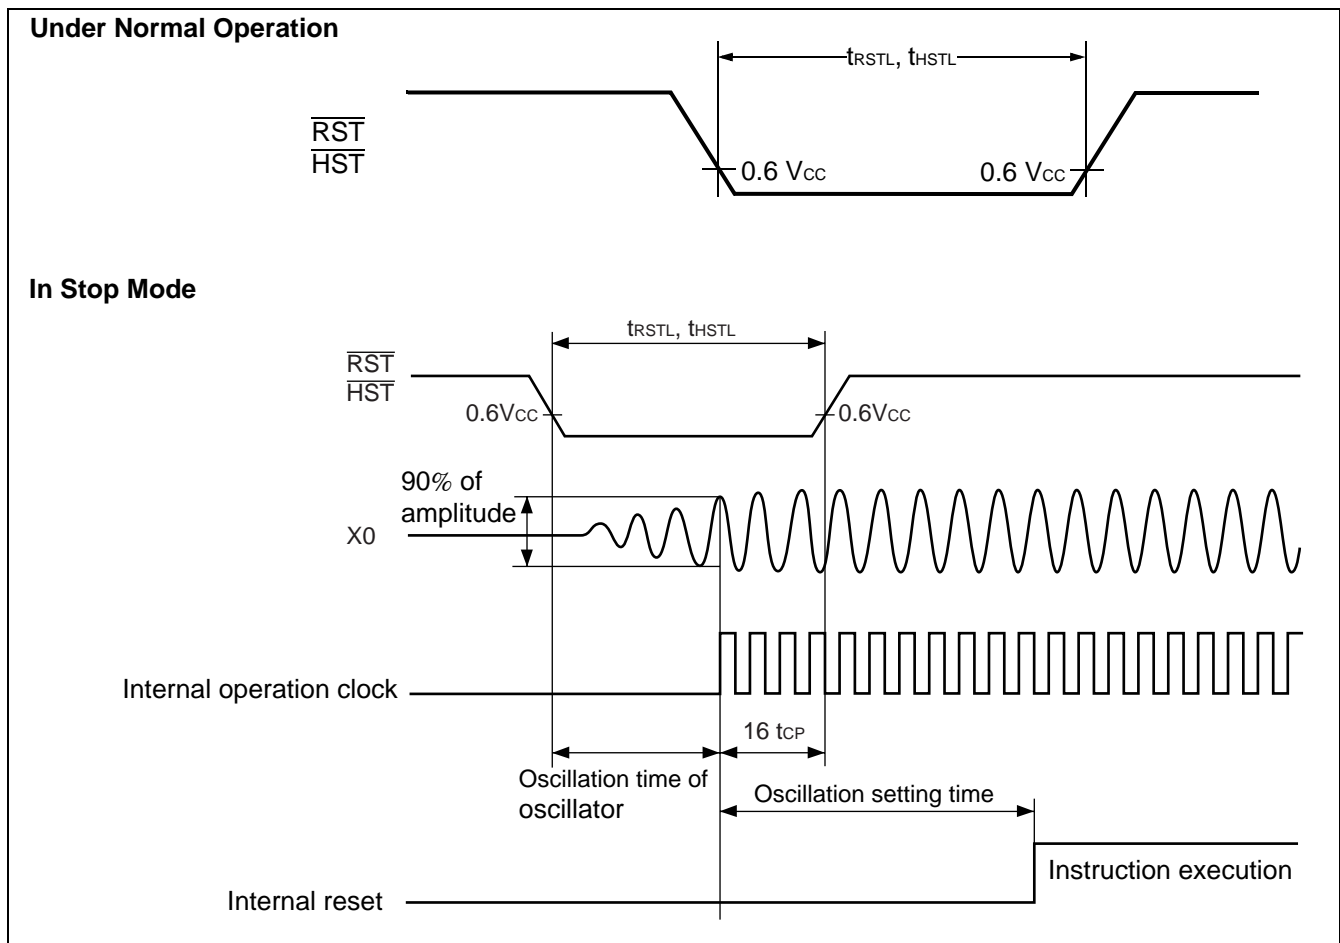 Under Normal Operation
tRSTL, tHSTL
RST
HST
0.6 VCC
0.6 VCC
In Stop Mode
tRSTL, tHSTL
RST
HST
0.6VCC
0.6VCC
90% of
amplitude
X0
Internal operation clock
16 tCP
Oscillation time of
oscillator
Oscillation setting time
Instruction execution
Internal reset